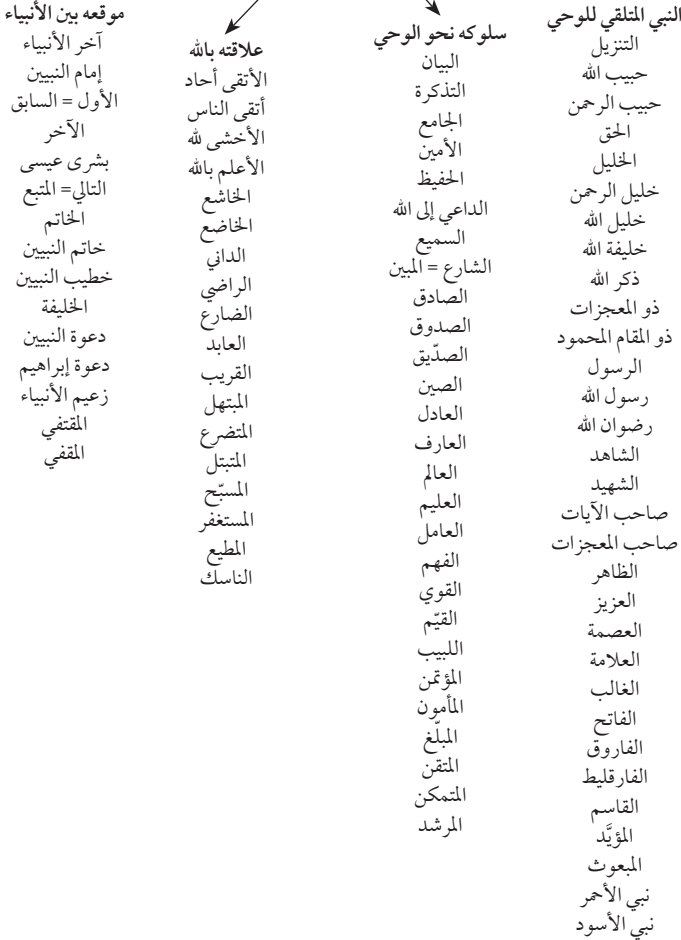 النبي المتلقي للوحي
التنزيل
حبيب الله
حبيب الرحمن
الحق
الخليل
خليل الرحمن
خليل الله
خليفة الله
ذكر الله
ذو المعجزات
ذو المقام المحمود
الرسول
رسول الله
رضوان الله
الشاهد
الشهيد
صاحب الآيات
صاحب المعجزات
الظاهر
العزيز
العصمة
العلامة
الغالب
الفاتح
الفاروق
الفارقليط
القاسم
المؤيَّد
المبعوث
نبي الأحمر
نبي الأسود
سلوكه نحو الوحي
البيان
التذكرة
الجامع
الأمين
الحفيظ
الداعي إلى الله
السميع
الشارع = المبين
الصادق
الصدوق
الصدّيق
الصين
العادل
العارف
العالم
العليم
العامل
الفهم
القوي
القيّم
اللبيب
المؤتمن
المأمون
المبلّغ
المتقن
المتمكن
المرشد
علاقته بالله
الأتقى أحاد
أتقى الناس
الأخشى لله
الأعلم بالله
الخاشع
الخاضع
الداني
الراضي
الضارع
العابد
القريب
المبتهل
المتضرع
المتبتل
المسبّح
المستغفر
المطيع
الناسك
موقعه بين الأنبياء
آخر الأنبياء
إمام النبيين
الأول = السابق
الآخر
بشرى عيسى
التالي= المتبع
الخاتم
خاتم النبيين
خطيب النبيين
الخليفة
دعوة النبيين
دعوة إبراهيم
زعيم الأنبياء
المقتفي
المقفي